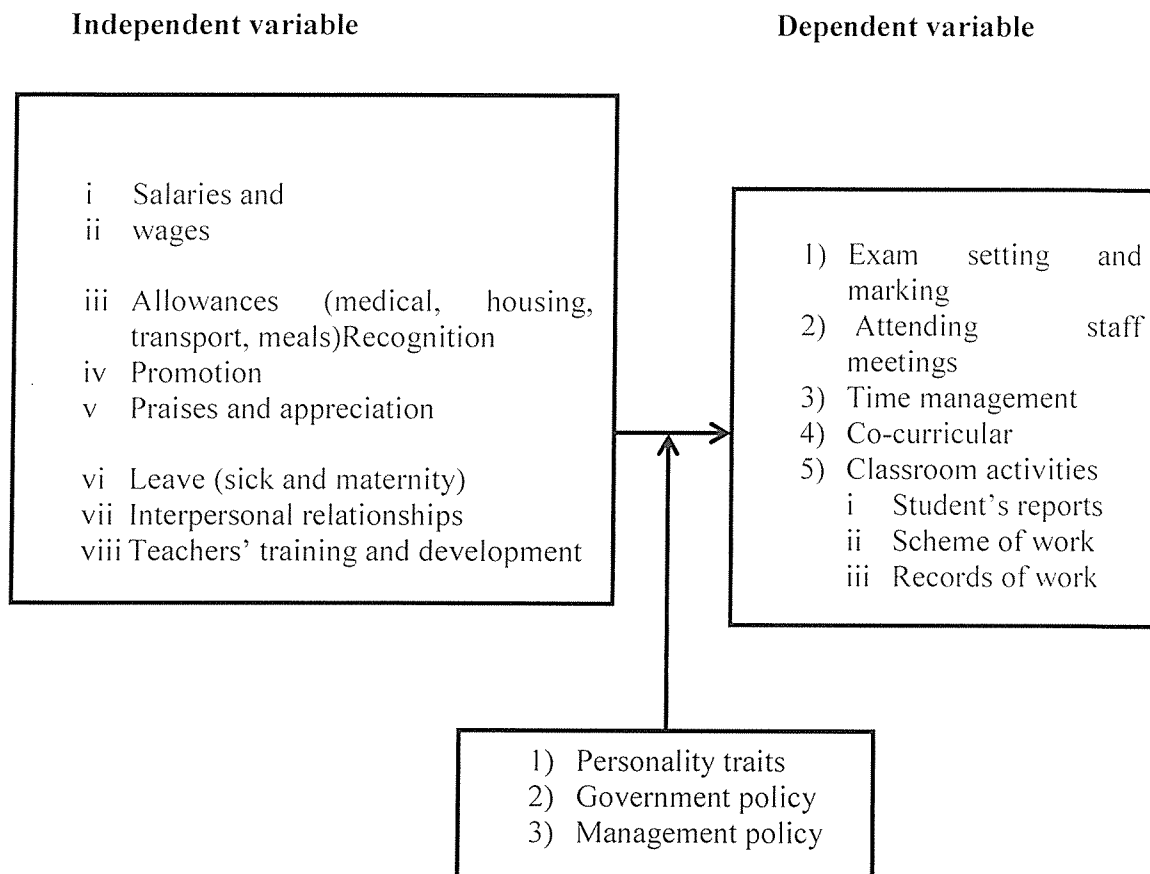 Independent variable
Dependent variable
i Salaries and
ii wages
iii Allowances (medical, housing,
transport, meals)Recognition
iv Promotion
v Praises and appreciation
vi Leave (sick and maternity)
vii Interpersonal relationships
viii Teachers’ training and development
1) Exam setting and
marking
2) Attending staff
meetings
3) Time management
4) Co-curricular
5) Classroom activities
i Student’s reports
ii Scheme of work
iii Records of work
1) Personality traits
2) Government policy
3) Management policy